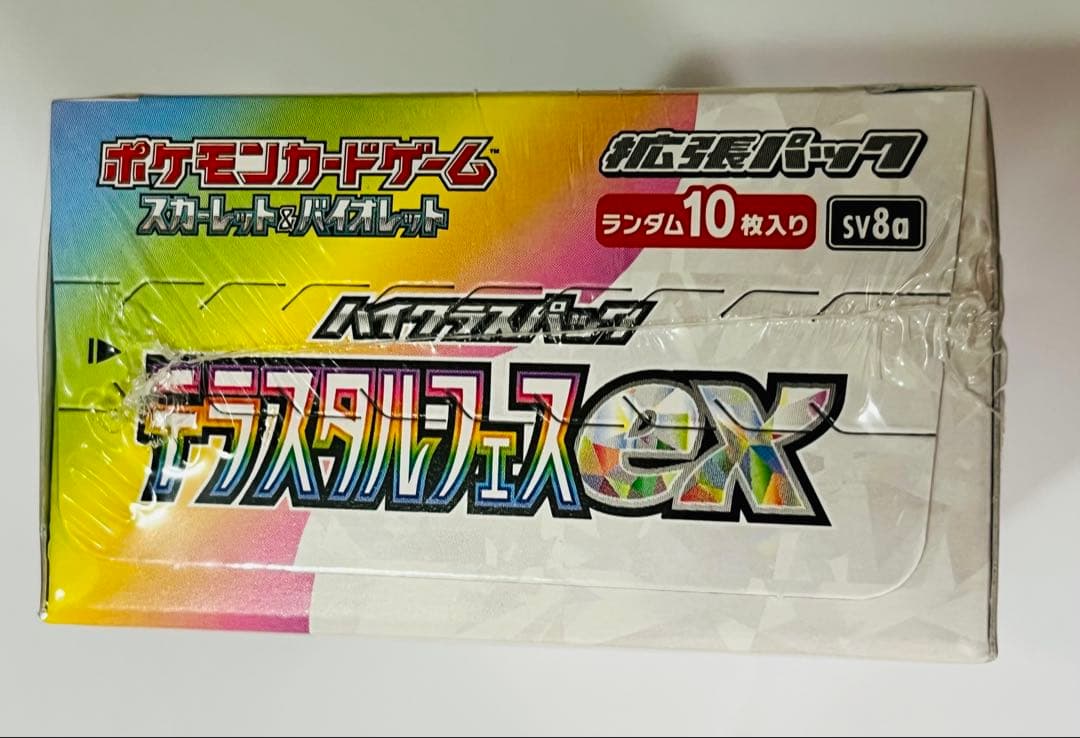 ポケモンカードゲーム™
スカーレット&バイオレット
拡張パック
ランダム10枚入り
sv8a
ハイクラスパック
テラスタルフェスex